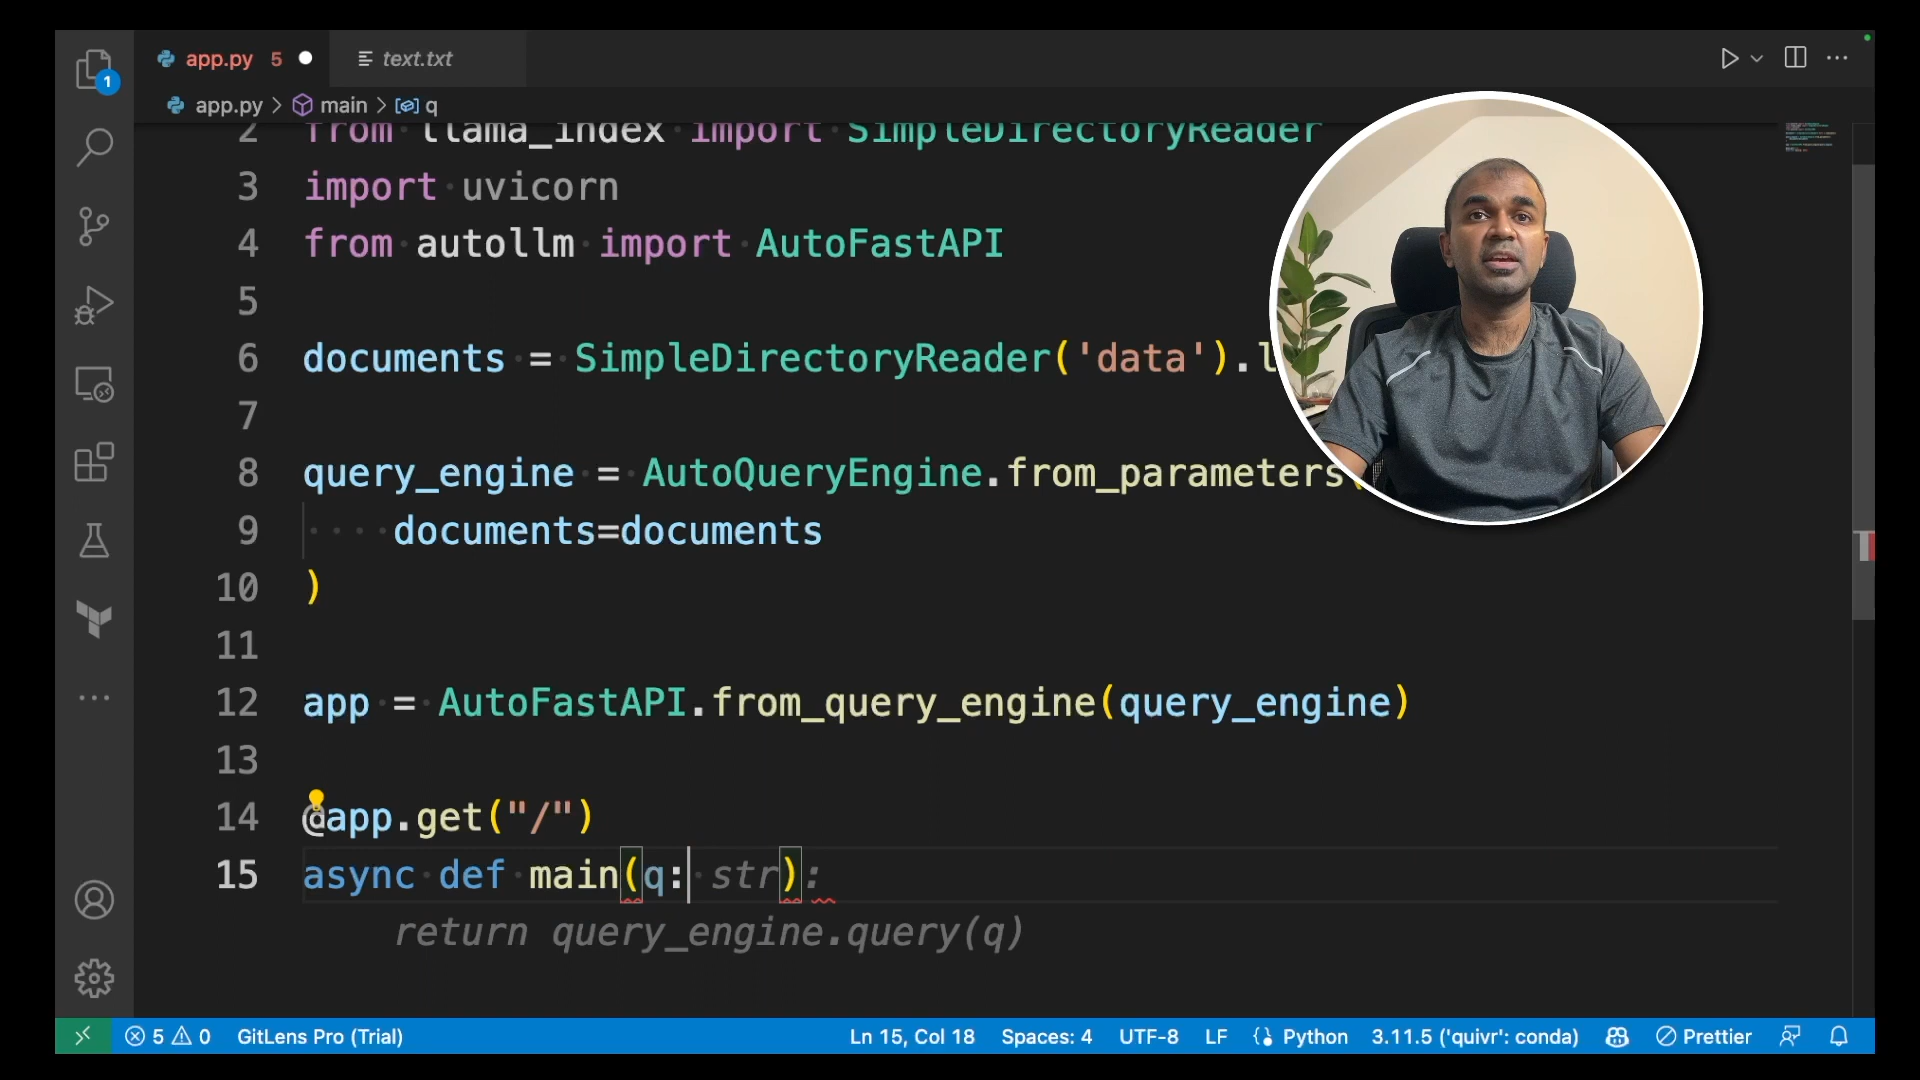 app.py 5
text.txt
1
app.py > main > q
2 from llama_index import SimpleDirectoryReader
3 import uvicorn
4 from autollm import AutoFastAPI
5
6 documents = SimpleDirectoryReader('data').l
7
8 query_engine = AutoQueryEngine.from_parameters(
9 documents=documents
10 )
11
12 app = AutoFastAPI.from_query_engine(query_engine)
13
14 @app.get("/")
15 async def main(q: str):
return query_engine.query(q)
5 0 GitLens Pro (Trial) Ln 15, Col 18 Spaces: 4 UTF-8 LF Python 3.11.5 ('quivr': conda) Prettier